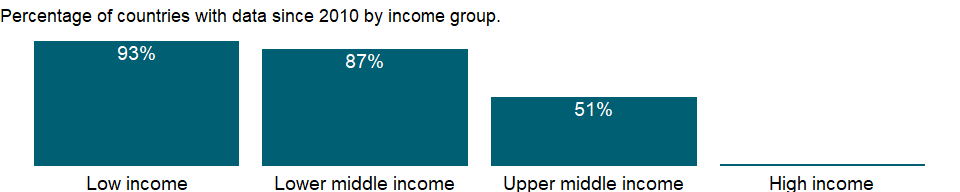 Percentage of countries with data since 2010 by income group.
93% 87% 51%
Low income Lower middle income Upper middle income High income